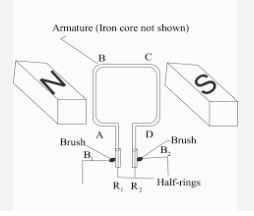 Armature (Iron core not shown)
B C
N S
A D
Brush Brush
B₁ B₂
R₁ R₂ Half-rings